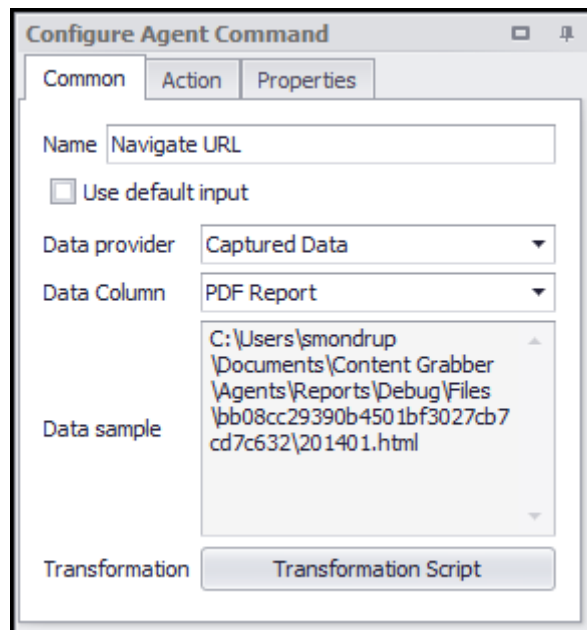 Configure Agent Command
Common Action Properties
Name Navigate URL
Use default input
Data provider Captured Data
Data Column PDF Report
C:\Users\smondrup
\Documents\Content Grabber
\Agents\Reports\Debug\Files
\bb08cc29390b4501bf3027cb7
Data sample cd7c632\201401.html
Transformation Transformation Script